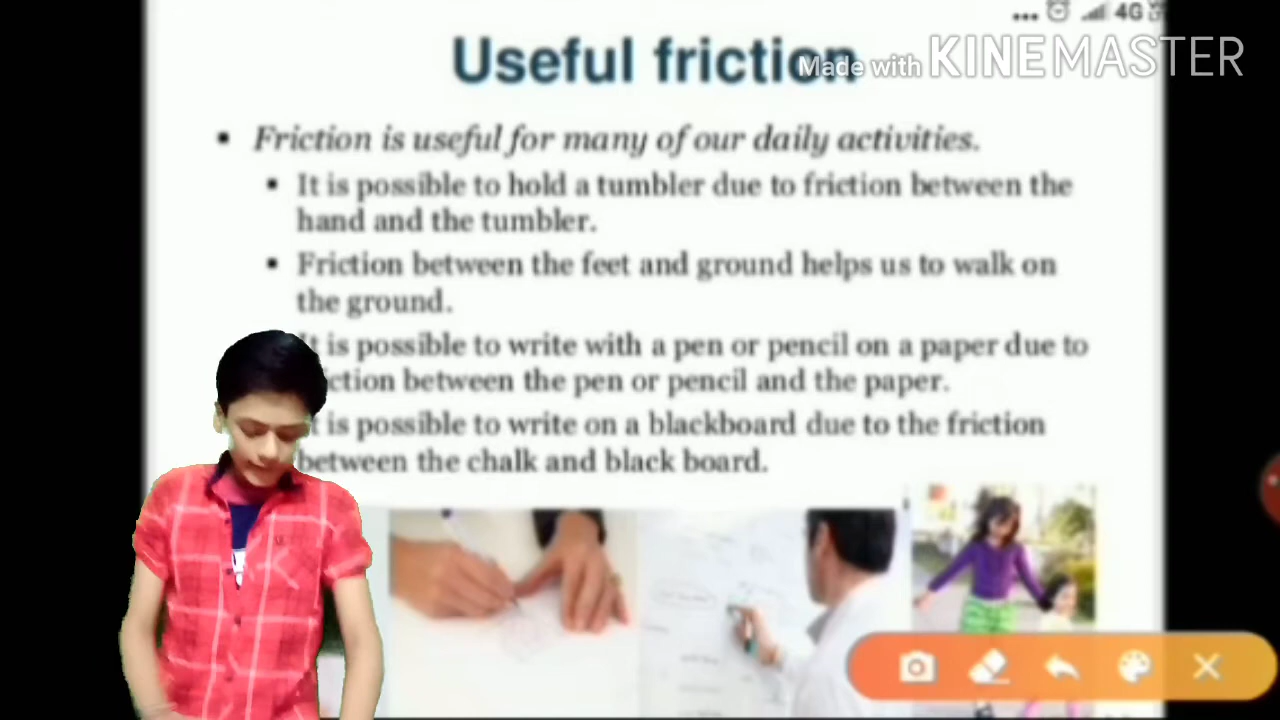 4G
Useful friction
Made with KINEMASTER
Friction is useful for many of our daily activities.
It is possible to hold a tumbler due to friction between the
hand and the tumbler.
Friction between the feet and ground helps us to walk on
the ground.
It is possible to write with a pen or pencil on a paper due to
ction between the pen or pencil and the paper.
t is possible to write on a blackboard due to the friction
between the chalk and black board.